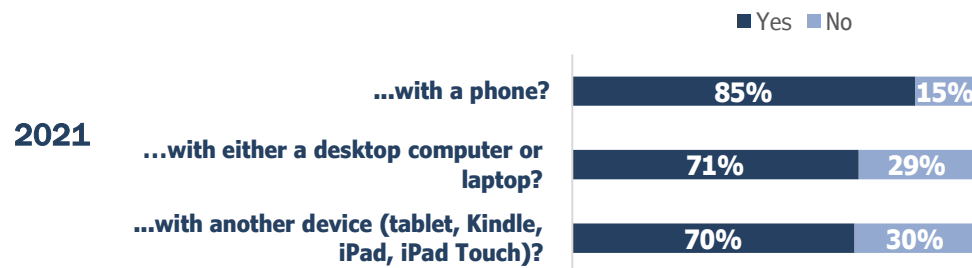 Yes No
...with a phone?
85% 15%
2021
...with either a desktop computer or
laptop?
71% 29%
...with another device (tablet, Kindle,
iPad, iPad Touch)?
70% 30%